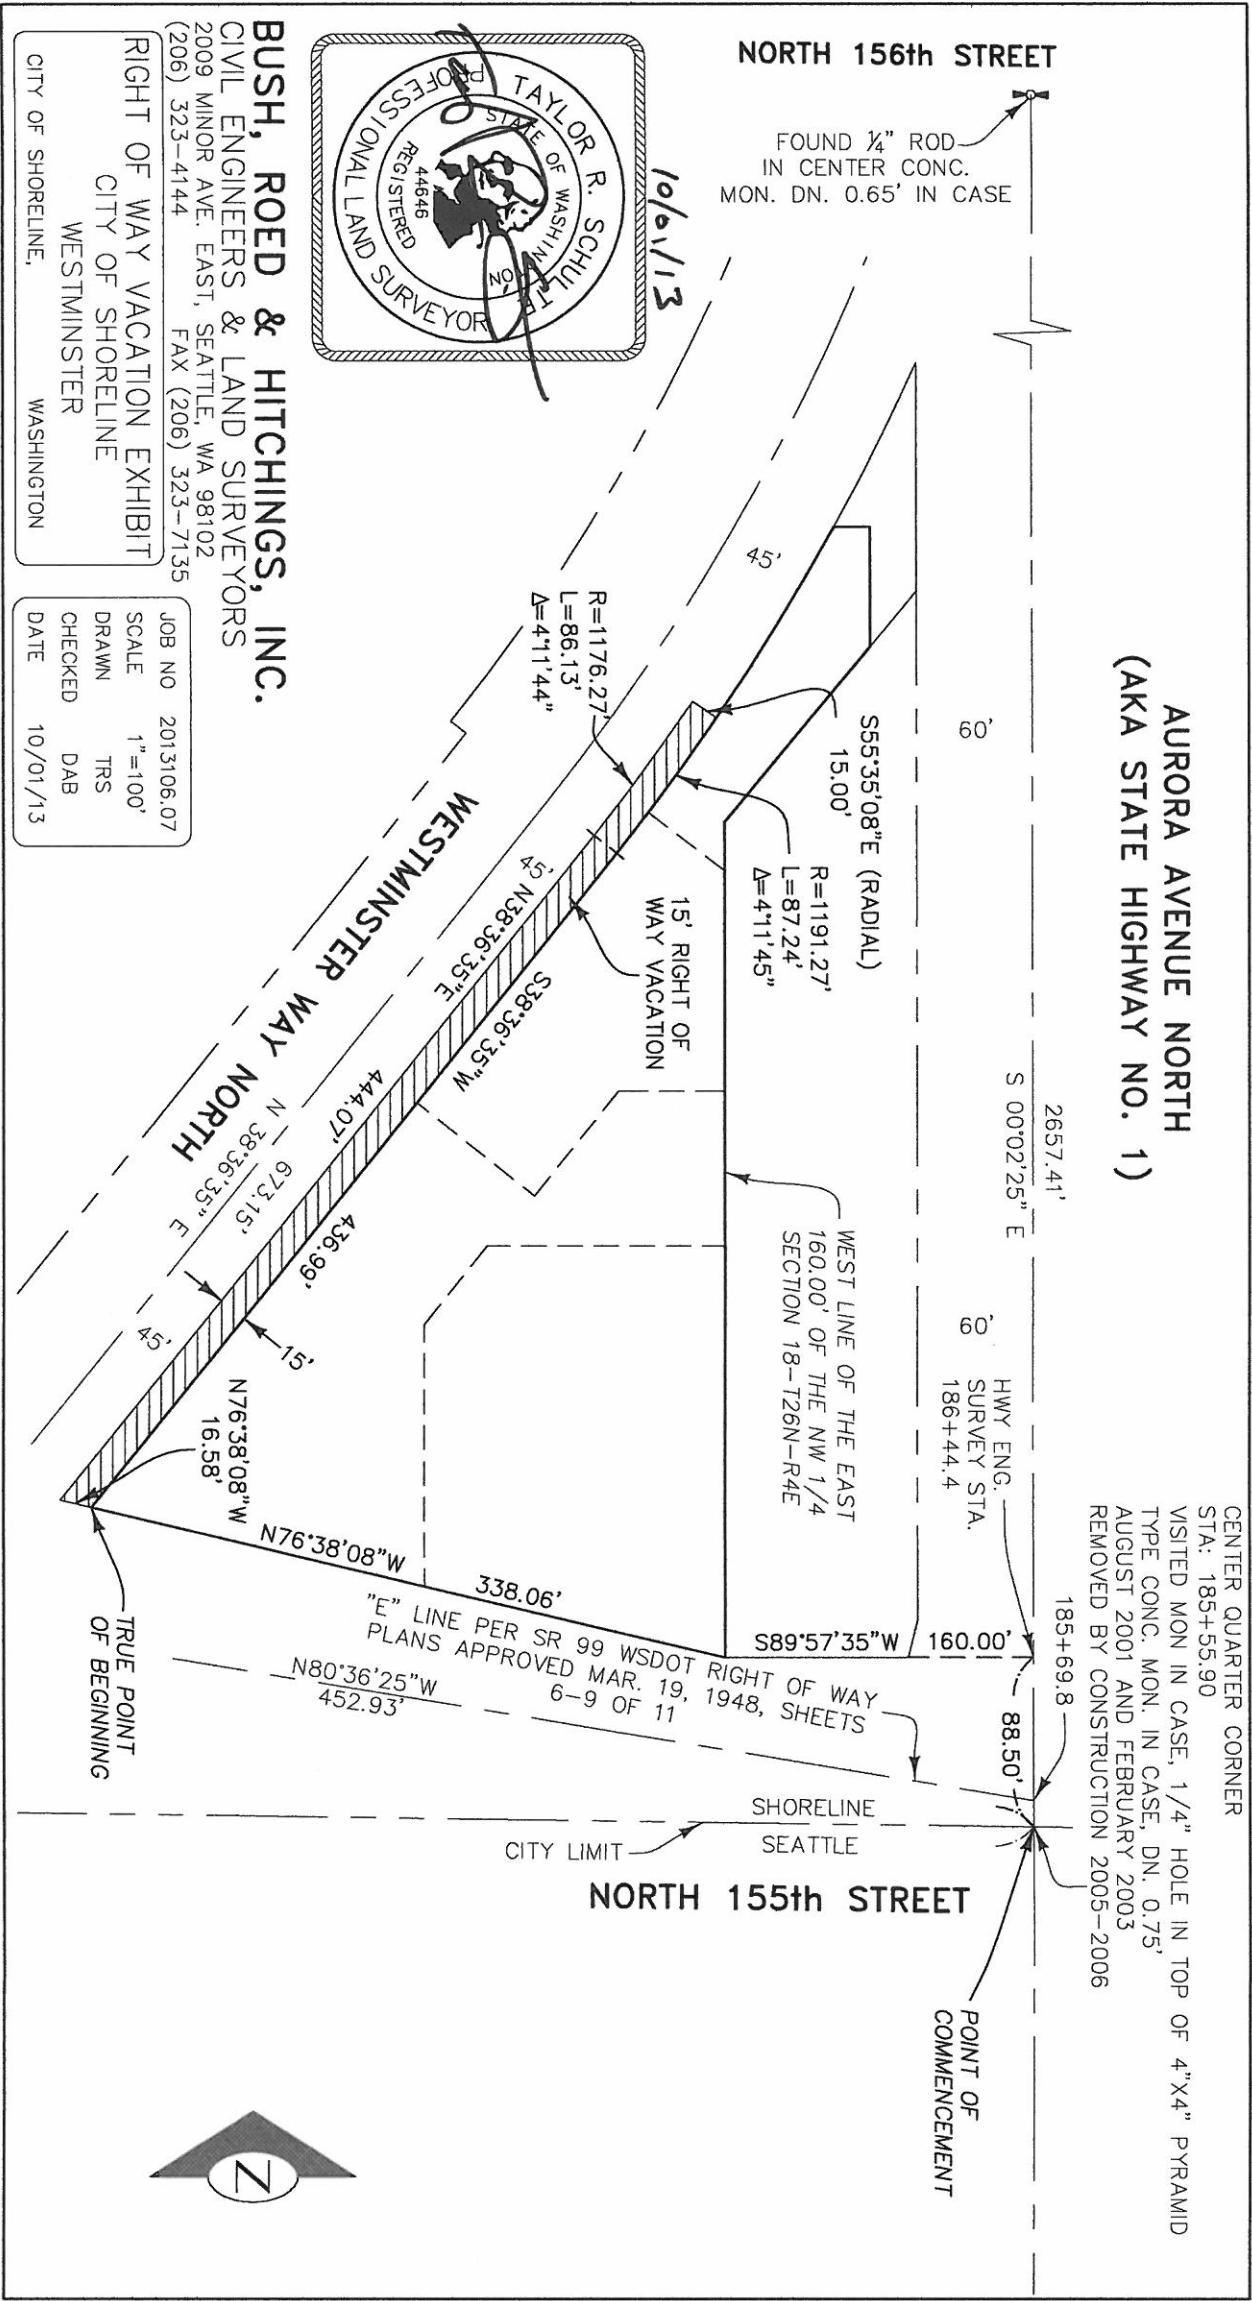 AURORA AVENUE NORTH
(AKA STATE HIGHWAY NO. 1)
NORTH 156th STREET
FOUND ¼" ROD
IN CENTER CONC.
MON. DN. 0.65' IN CASE
2657.41'
S 00°02'25" E
60'
60'
HWY ENG.
SURVEY STA.
186+44.4
CENTER QUARTER CORNER
STA: 185+55.90
VISITED MON IN CASE, 1/4" HOLE IN TOP OF 4"X4" PYRAMID
TYPE CONC. MON. IN CASE, DN. 0.75'
AUGUST 2001 AND FEBRUARY 2003
REMOVED BY CONSTRUCTION 2005-2006
185+69.8
88.50'
POINT OF
COMMENCEMENT
160.00'
S89°57'35"W
WEST LINE OF THE EAST
160.00' OF THE NW 1/4
SECTION 18-T26N-R4E
S55°35'08"E (RADIAL)
15.00'
R=1191.27'
L=87.24'
Δ=4°11'45"
R=1176.27'
L=86.13'
Δ=4°11'44"
15' RIGHT OF
WAY VACATION
45'
45'
N38°36'35"E
S38°36'35"W
444.07'
436.99'
673.15'
N 38°36'35" E
WESTMINSTER WAY NORTH
45'
15'
N76°38'08"W
16.58'
N76°38'08"W
338.06'
"E" LINE PER SR 99 WSDOT RIGHT OF WAY
PLANS APPROVED MAR. 19, 1948, SHEETS
6-9 OF 11
N80°36'25"W
452.93'
TRUE POINT
OF BEGINNING
SHORELINE
SEATTLE
CITY LIMIT
NORTH 155th STREET
N
10/01/13
TAYLOR R. SCHULTE
STATE OF WASHINGTON
44646
REGISTERED
PROFESSIONAL LAND SURVEYOR
BUSH, ROED & HITCHINGS, INC.
CIVIL ENGINEERS & LAND SURVEYORS
2009 MINOR AVE. EAST, SEATTLE, WA 98102
(206) 323-4144 FAX (206) 323-7135
RIGHT OF WAY VACATION EXHIBIT
CITY OF SHORELINE
WESTMINSTER
CITY OF SHORELINE, WASHINGTON
JOB NO 2013106.07
SCALE 1"=100'
DRAWN TRS
CHECKED DAB
DATE 10/01/13